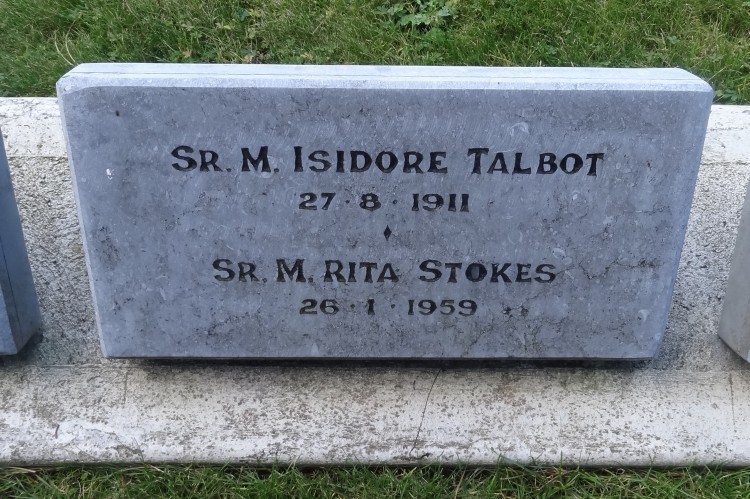 SR. M. ISIDORE TALBOT
27 · 8 · 1911
SR. M. RITA STOKES
26 · 1 · 1959